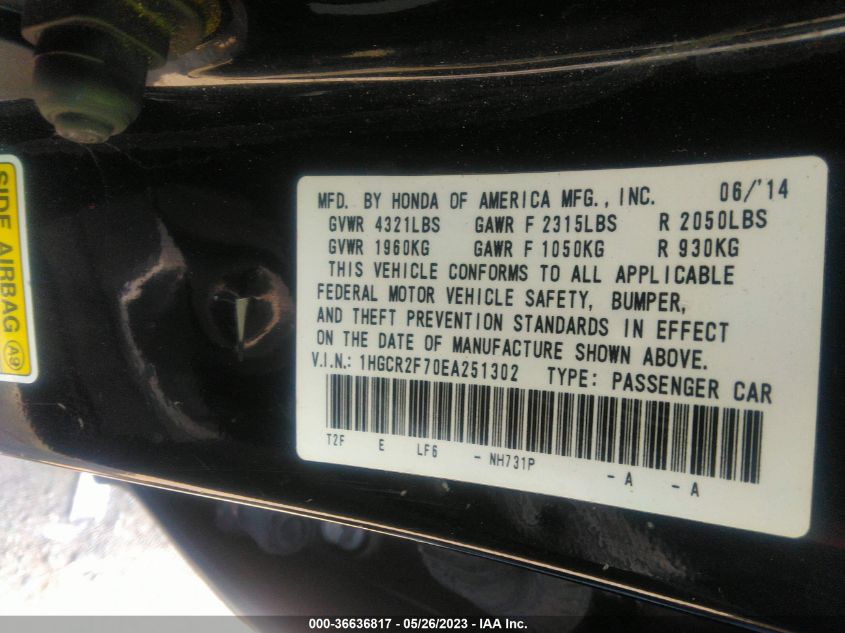 SIDE AIRBAG A9
MFD. BY HONDA OF AMERICA MFG., INC. 06/'14
GVWR 4321LBS GAWR F 2315LBS R 2050LBS
GVWR 1960KG GAWR F 1050KG R 930KG
THIS VEHICLE CONFORMS TO ALL APPLICABLE
FEDERAL MOTOR VEHICLE SAFETY, BUMPER,
AND THEFT PREVENTION STANDARDS IN EFFECT
ON THE DATE OF MANUFACTURE SHOWN ABOVE.
V.I.N.: 1HGCR2F70EA251302 TYPE: PASSENGER CAR
T2F E LF6 - NH731P - A - A
000-36636817 - 05/26/2023 - IAA Inc.